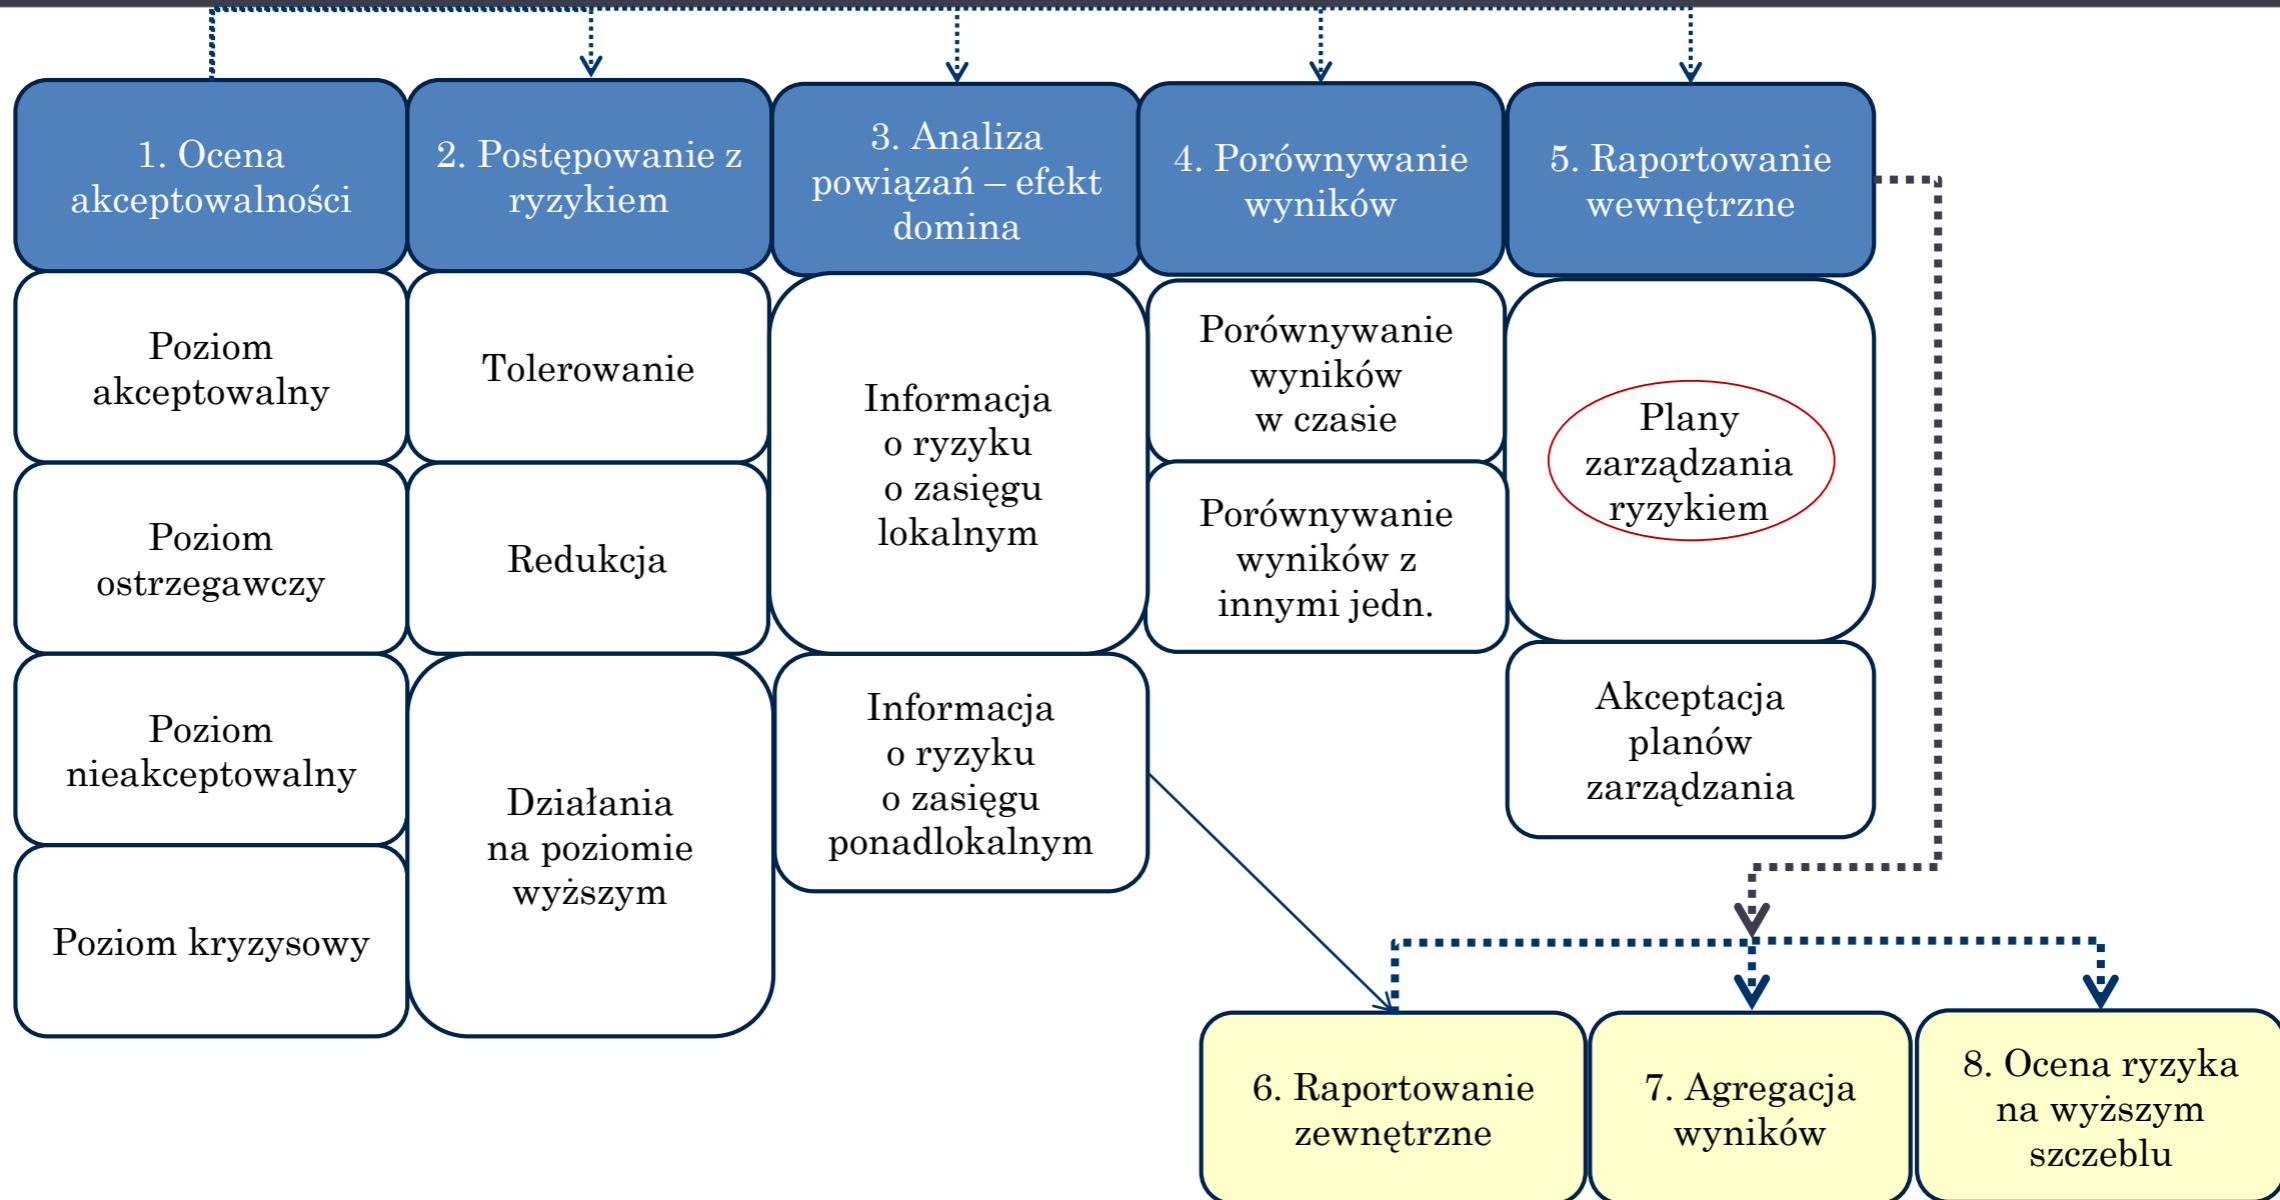 1. Ocena
akceptowalności
2. Postępowanie z
ryzykiem
3. Analiza
powiązań – efekt
domina
4. Porównywanie
wyników
5. Raportowanie
wewnętrzne
Poziom
akceptowalny
Poziom
ostrzegawczy
Poziom
nieakceptowalny
Poziom kryzysowy
Tolerowanie
Redukcja
Działania
na poziomie
wyższym
Informacja
o ryzyku
o zasięgu
lokalnym
Informacja
o ryzyku
o zasięgu
ponadlokalnym
Porównywanie
wyników
w czasie
Porównywanie
wyników z
innymi jedn.
Plany
zarządzania
ryzykiem
Akceptacja
planów
zarządzania
6. Raportowanie
zewnętrzne
7. Agregacja
wyników
8. Ocena ryzyka
na wyższym
szczeblu